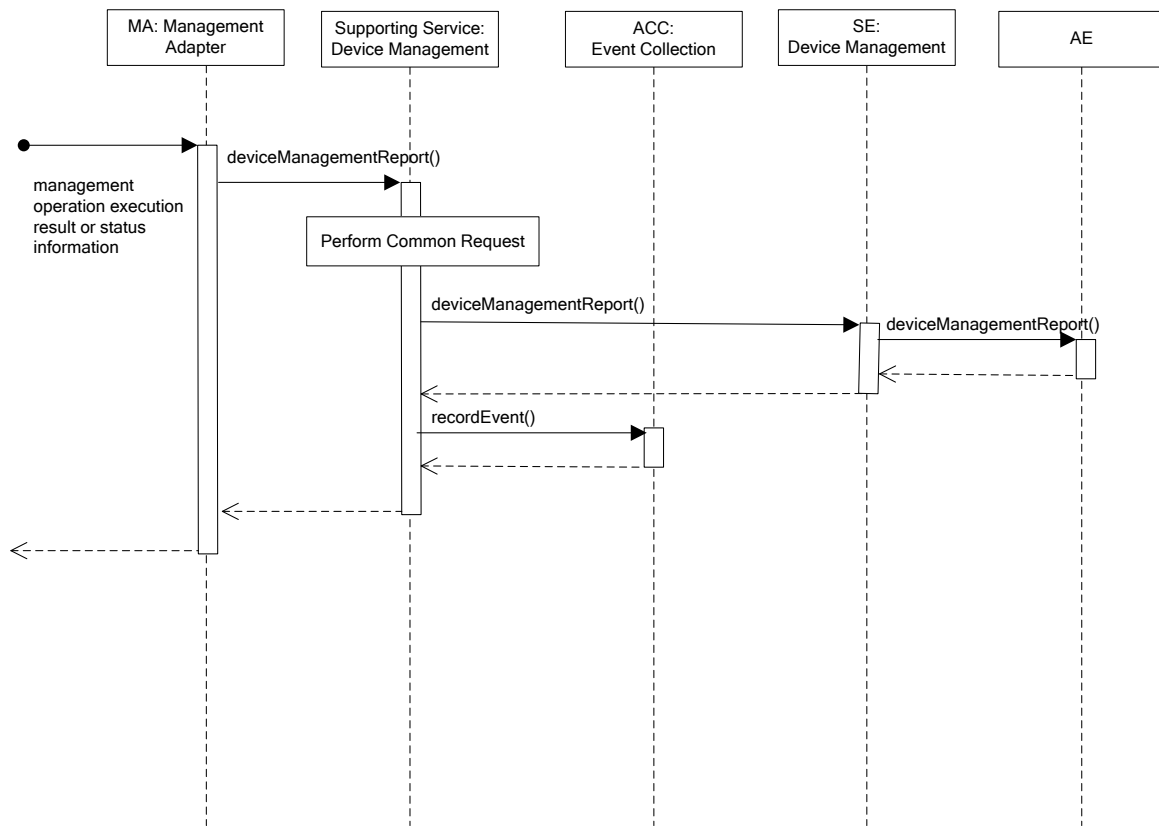 MA: Management
Adapter
Supporting Service:
Device Management
ACC:
Event Collection
SE:
Device Management
AE
deviceManagementReport()
management
operation execution
result or status
information
Perform Common Request
deviceManagementReport()
deviceManagementReport()
recordEvent()